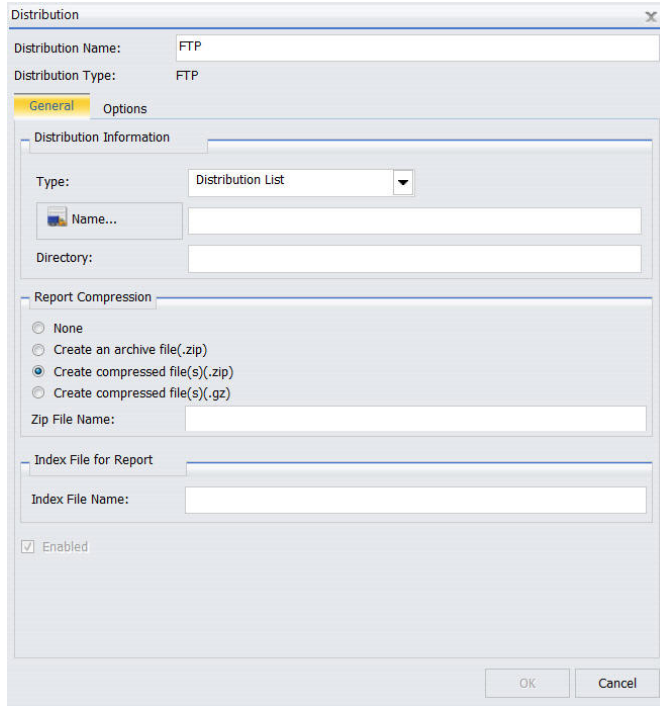 Distribution
Distribution Name: FTP
Distribution Type: FTP
General Options
Distribution Information
Type: Distribution List
Name...
Directory:
Report Compression
None
Create an archive file(.zip)
Create compressed file(s)(.zip)
Create compressed file(s)(.gz)
Zip File Name:
Index File for Report
Index File Name:
Enabled
OK Cancel